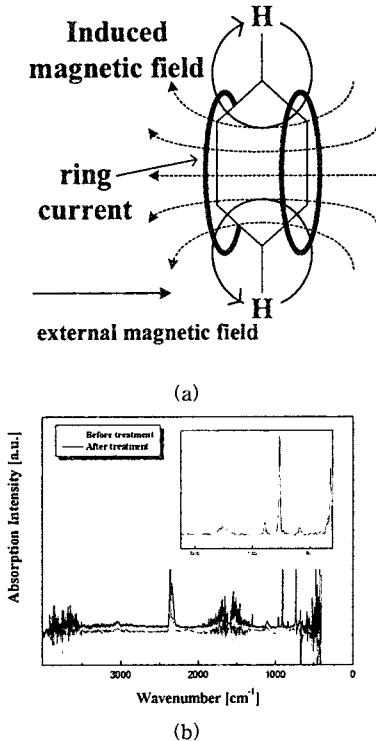 H
Induced
magnetic field
ring
current
H
external magnetic field
(a)
Before treatment
After treatment
Absorption Intensity [a.u.]
3000
2000
1000
0
Wavenumber [cm⁻¹]
(b)